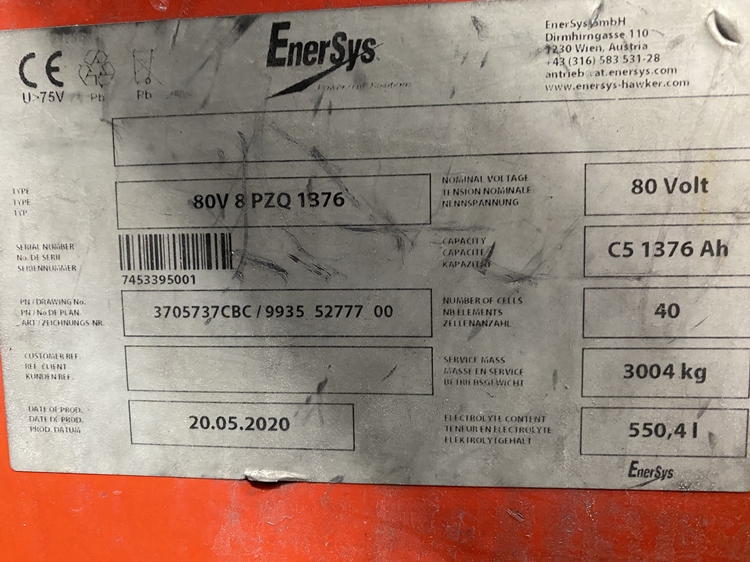 CE
U>75V
Pb
Pb
EnerSys
EnerSys GmbH
Dirmhirngasse 110
1230 Wien, Austria
+43 (316) 583 531-28
www.enersys-hawker.com
TYPE
TYPE
TYP
80V 8 PZQ 1376
NOMINAL VOLTAGE
TENSION NOMINALE
NENNSPANNUNG
80 Volt
SERIAL NUMBER
No. DE SERIE
SERIENNUMMER
7453395001
CAPACITY
CAPACITE
KAPAZITÄT
C5 1376 Ah
PN / DRAWING No.
PN / No DE PLAN.
ART / ZEICHNUNGS-NR.
3705737CBC / 9935 52777 00
NUMBER OF CELLS
NB ELEMENTS
ZELLENANZAHL
40
CUSTOMER REF.
REF. CLIENT
KUNDEN REF.
SERVICE MASS
MASSE EN SERVICE
BETRIEBSGEWICHT
3004 kg
DATE OF PROD.
DATE DE PROD.
PROD. DATUM
20.05.2020
ELECTROLYTE CONTENT
TENEUR EN ELECTROLYTE
ELEKTROLYTGEHALT
550,4 l
EnerSys